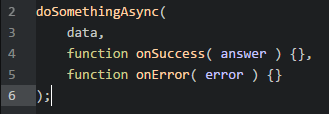 2 doSomethingAsync(
3     data,
4     function onSuccess( answer ) {},
5     function onError( error ) {}
6 );